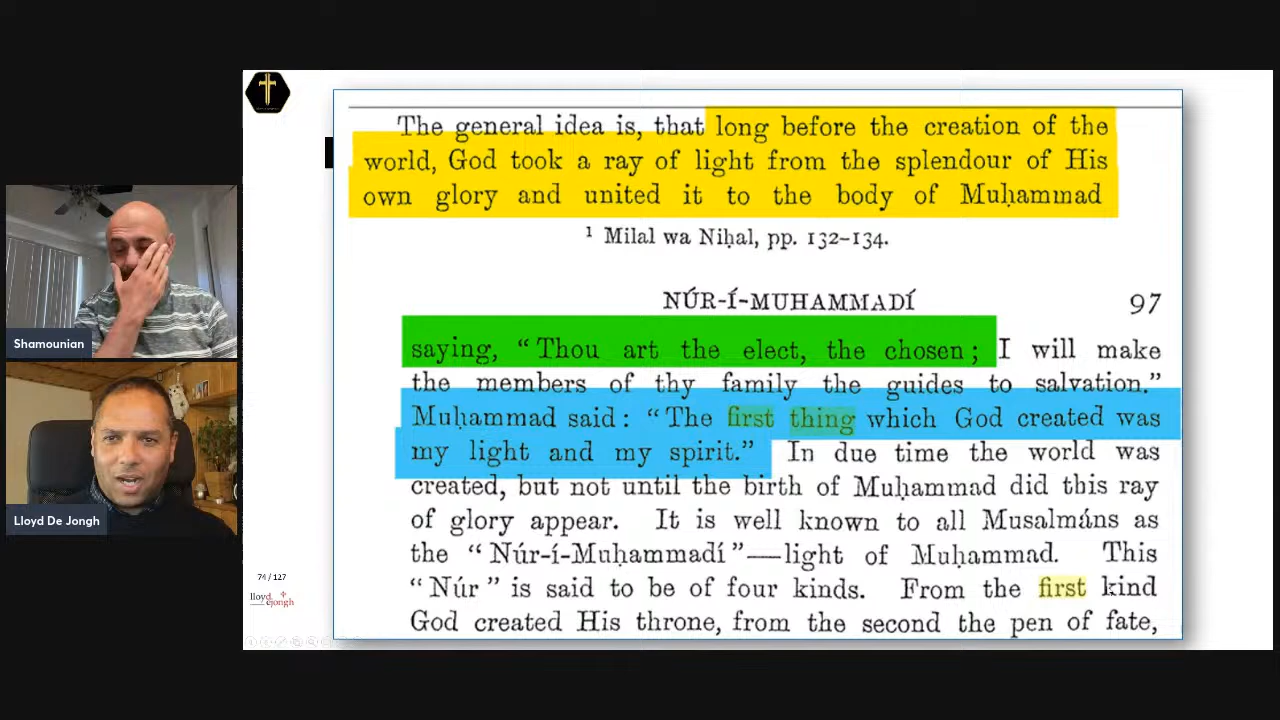 The general idea is, that long before the creation of the
world, God took a ray of light from the splendour of His
own glory and united it to the body of Muḥammad
¹ Milal wa Niḥal, pp. 132–134.
NÚR-Í-MUHAMMADÍ 97
saying, “Thou art the elect, the chosen; I will make
the members of thy family the guides to salvation.”
Muḥammad said: “The first thing which God created was
my light and my spirit.” In due time the world was
created, but not until the birth of Muḥammad did this ray
of glory appear. It is well known to all Musalmáns as
the “Núr-í-Muḥammadí”—light of Muḥammad. This
“Núr” is said to be of four kinds. From the first kind
God created His throne, from the second the pen of fate,
Shamounian
Lloyd De Jongh
74 / 127
lloyd
dejongh